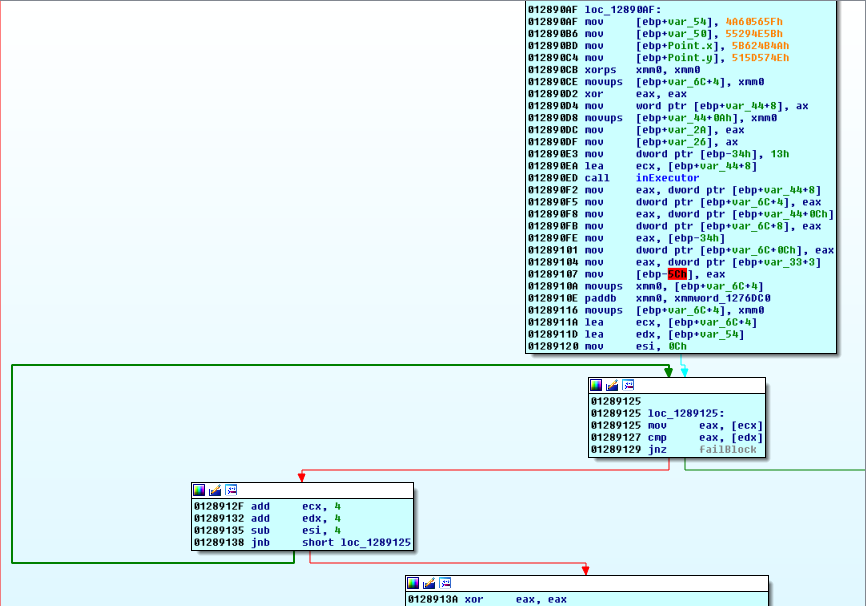 012890AF loc_12890AF:
012890AF mov [ebp+var_54], 4A60565Fh
012890B6 mov [ebp+var_50], 55294E5Bh
012890BD mov [ebp+Point.x], 5B624B4Ah
012890C4 mov [ebp+Point.y], 515D574Eh
012890CB xorps xmm0, xmm0
012890CE movups [ebp+var_6C+4], xmm0
012890D2 xor eax, eax
012890D4 mov word ptr [ebp+var_44+8], ax
012890D8 movups [ebp+var_44+0Ah], xmm0
012890DC mov [ebp+var_2A], eax
012890DF mov [ebp+var_26], ax
012890E3 mov dword ptr [ebp-34h], 13h
012890EA lea ecx, [ebp+var_44+8]
012890ED call inExecutor
012890F2 mov eax, dword ptr [ebp+var_44+8]
012890F5 mov dword ptr [ebp+var_6C+4], eax
012890F8 mov eax, dword ptr [ebp+var_44+0Ch]
012890FB mov dword ptr [ebp+var_6C+8], eax
012890FE mov eax, [ebp-34h]
01289101 mov dword ptr [ebp+var_6C+0Ch], eax
01289104 mov eax, dword ptr [ebp+var_33+3]
01289107 mov [ebp-5Ch], eax
0128910A movups xmm0, [ebp+var_6C+4]
0128910E paddb xmm0, xmmword_1276DC0
01289116 movups [ebp+var_6C+4], xmm0
0128911A lea ecx, [ebp+var_6C+4]
0128911D lea edx, [ebp+var_54]
01289120 mov esi, 0Ch
01289125
01289125 loc_1289125:
01289125 mov eax, [ecx]
01289127 cmp eax, [edx]
01289129 jnz failBlock
0128912F add ecx, 4
01289132 add edx, 4
01289135 sub esi, 4
01289138 jnb short loc_1289125
0128913A xor eax, eax